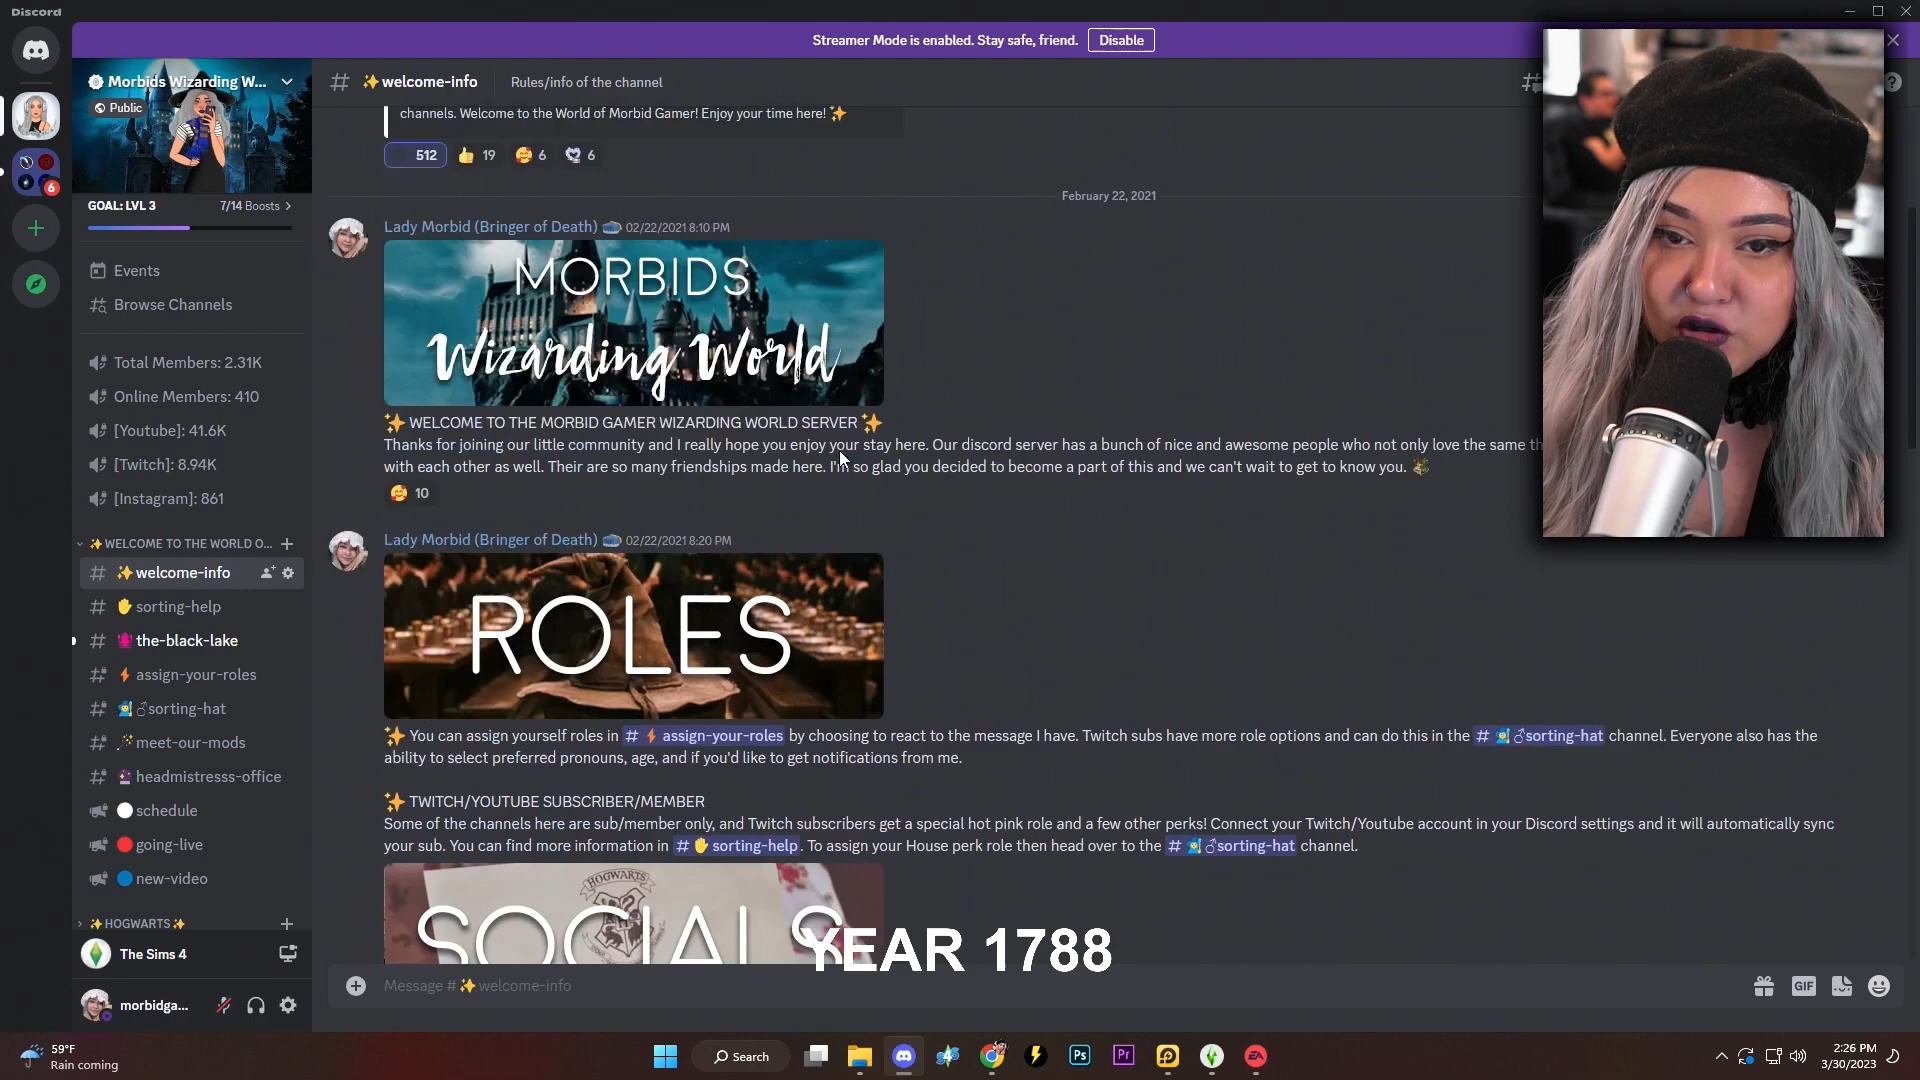 Discord
Streamer Mode is enabled. Stay safe, friend.
Disable
Morbids Wizarding W...
Public
GOAL: LVL 3
7/14 Boosts
Events
Browse Channels
Total Members: 2.31K
Online Members: 410
[Youtube]: 41.6K
[Twitch]: 8.94K
[Instagram]: 861
WELCOME TO THE WORLD O...
welcome-info
sorting-help
the-black-lake
assign-your-roles
sorting-hat
meet-our-mods
headmistresss-office
schedule
going-live
new-video
HOGWARTS
The Sims 4
morbidga...
6
welcome-info
Rules/info of the channel
channels. Welcome to the World of Morbid Gamer! Enjoy your time here!
512
19
6
6
February 22, 2021
Lady Morbid (Bringer of Death) 02/22/2021 8:10 PM
MORBIDS
Wizarding World
WELCOME TO THE MORBID GAMER WIZARDING WORLD SERVER
Thanks for joining our little community and I really hope you enjoy your stay here. Our discord server has a bunch of nice and awesome people who not only love the same th
with each other as well. Their are so many friendships made here. I'm so glad you decided to become a part of this and we can't wait to get to know you.
10
Lady Morbid (Bringer of Death) 02/22/2021 8:20 PM
ROLES
You can assign yourself roles in # assign-your-roles by choosing to react to the message I have. Twitch subs have more role options and can do this in the # sorting-hat channel. Everyone also has the
ability to select preferred pronouns, age, and if you'd like to get notifications from me.
TWITCH/YOUTUBE SUBSCRIBER/MEMBER
Some of the channels here are sub/member only, and Twitch subscribers get a special hot pink role and a few other perks! Connect your Twitch/Youtube account in your Discord settings and it will automatically sync
your sub. You can find more information in # sorting-help. To assign your House perk role then head over to the # sorting-hat channel.
HOGWARTS
SOCIALS
YEAR 1788
Message # welcome-info
GIF
59°F
Rain coming
Search
Ps
Pr
EA
2:26 PM
3/30/2023